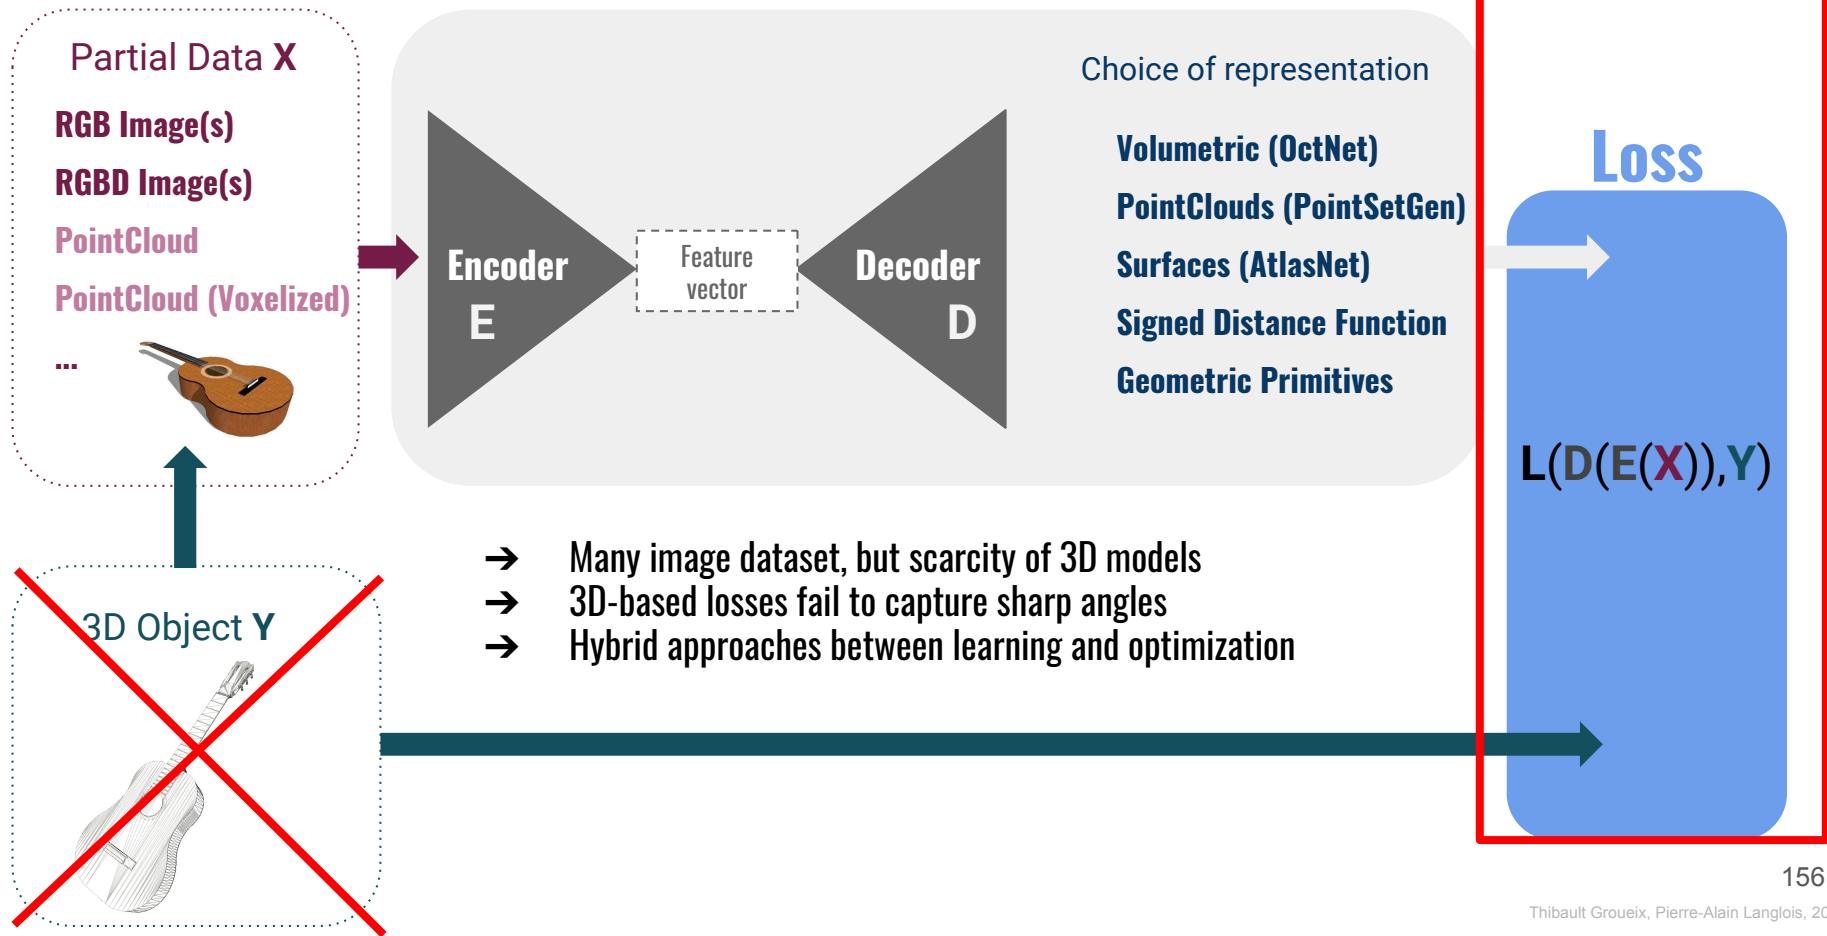 Partial Data X
RGB Image(s)
RGBD Image(s)
PointCloud
PointCloud (Voxelized)
...
Encoder
E
Feature
vector
Decoder
D
Choice of representation
Volumetric (OctNet)
PointClouds (PointSetGen)
Surfaces (AtlasNet)
Signed Distance Function
Geometric Primitives
Loss
L(D(E(X)),Y)
➔ Many image dataset, but scarcity of 3D models
➔ 3D-based losses fail to capture sharp angles
➔ Hybrid approaches between learning and optimization
3D Object Y
156
Thibault Groueix, Pierre-Alain Langlois, 20